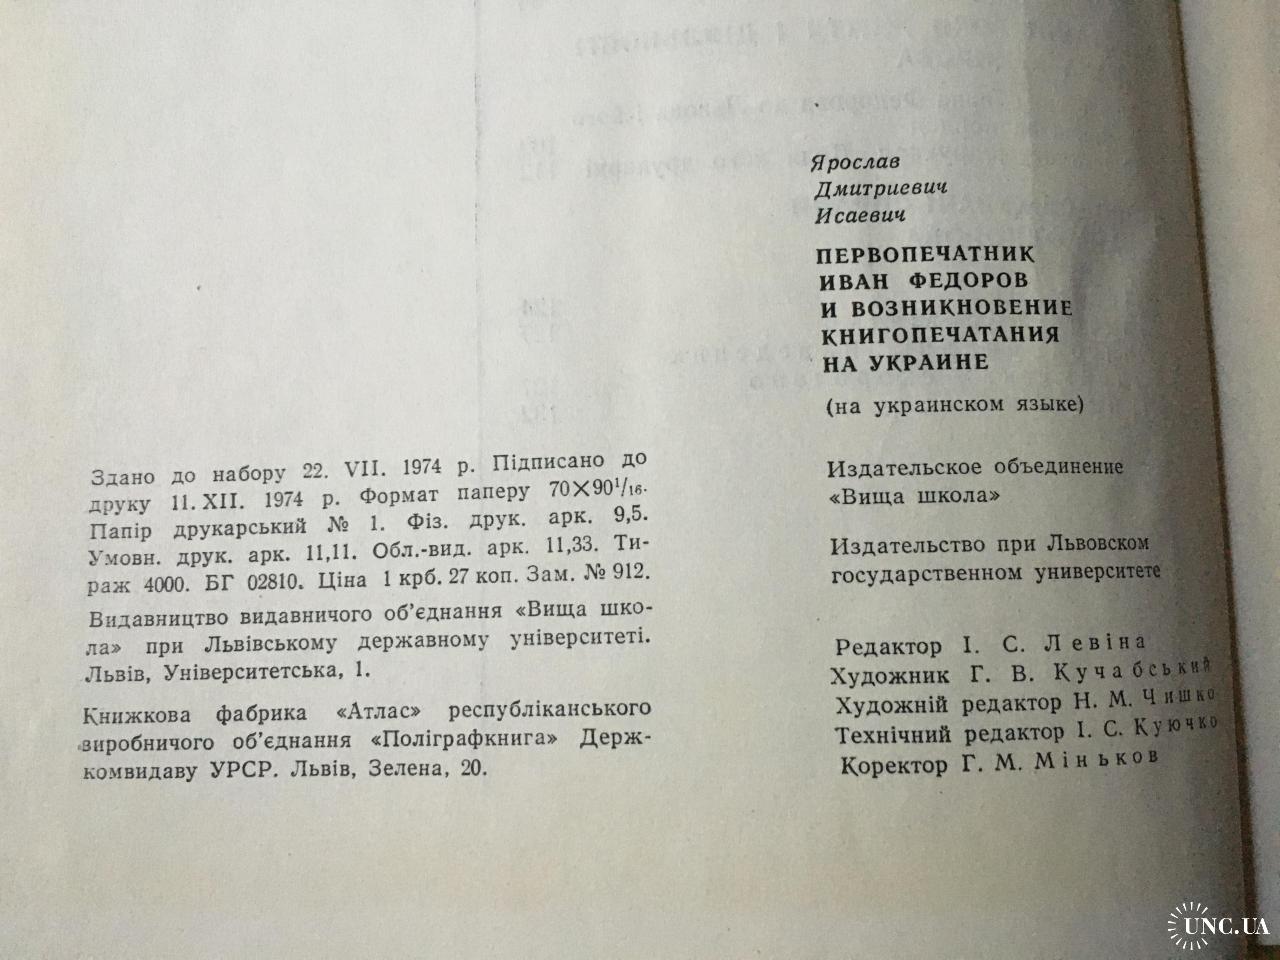 Ярослав
Дмитриевич
Исаевич
ПЕРВОПЕЧАТНИК
ИВАН ФЕДОРОВ
И ВОЗНИКНОВЕНИЕ
КНИГОПЕЧАТАНИЯ
НА УКРАИНЕ
(на украинском языке)
Издательское объединение
«Вища школа»
Издательство при Львовском
государственном университете
Редактор І. С. Левіна
Художник Г. В. Кучабський
Художній редактор Н. М. Чишко
Технічний редактор І. С. Куючко
Коректор Г. М. Міньков
Здано до набору 22. VII. 1974 р. Підписано до
друку 11. XII. 1974 р. Формат паперу 70×90¹/₁₆.
Папір друкарський № 1. Фіз. друк. арк. 9,5.
Умовн. друк. арк. 11,11. Обл.-вид. арк. 11,33. Ти-
раж 4000. БГ 02810. Ціна 1 крб. 27 коп. Зам. № 912.
Видавництво видавничого об'єднання «Вища шко-
ла» при Львівському державному університеті.
Львів, Університетська, 1.
Книжкова фабрика «Атлас» республіканського
виробничого об'єднання «Поліграфкнига» Держ-
комвидаву УРСР. Львів, Зелена, 20.
UNC.UA